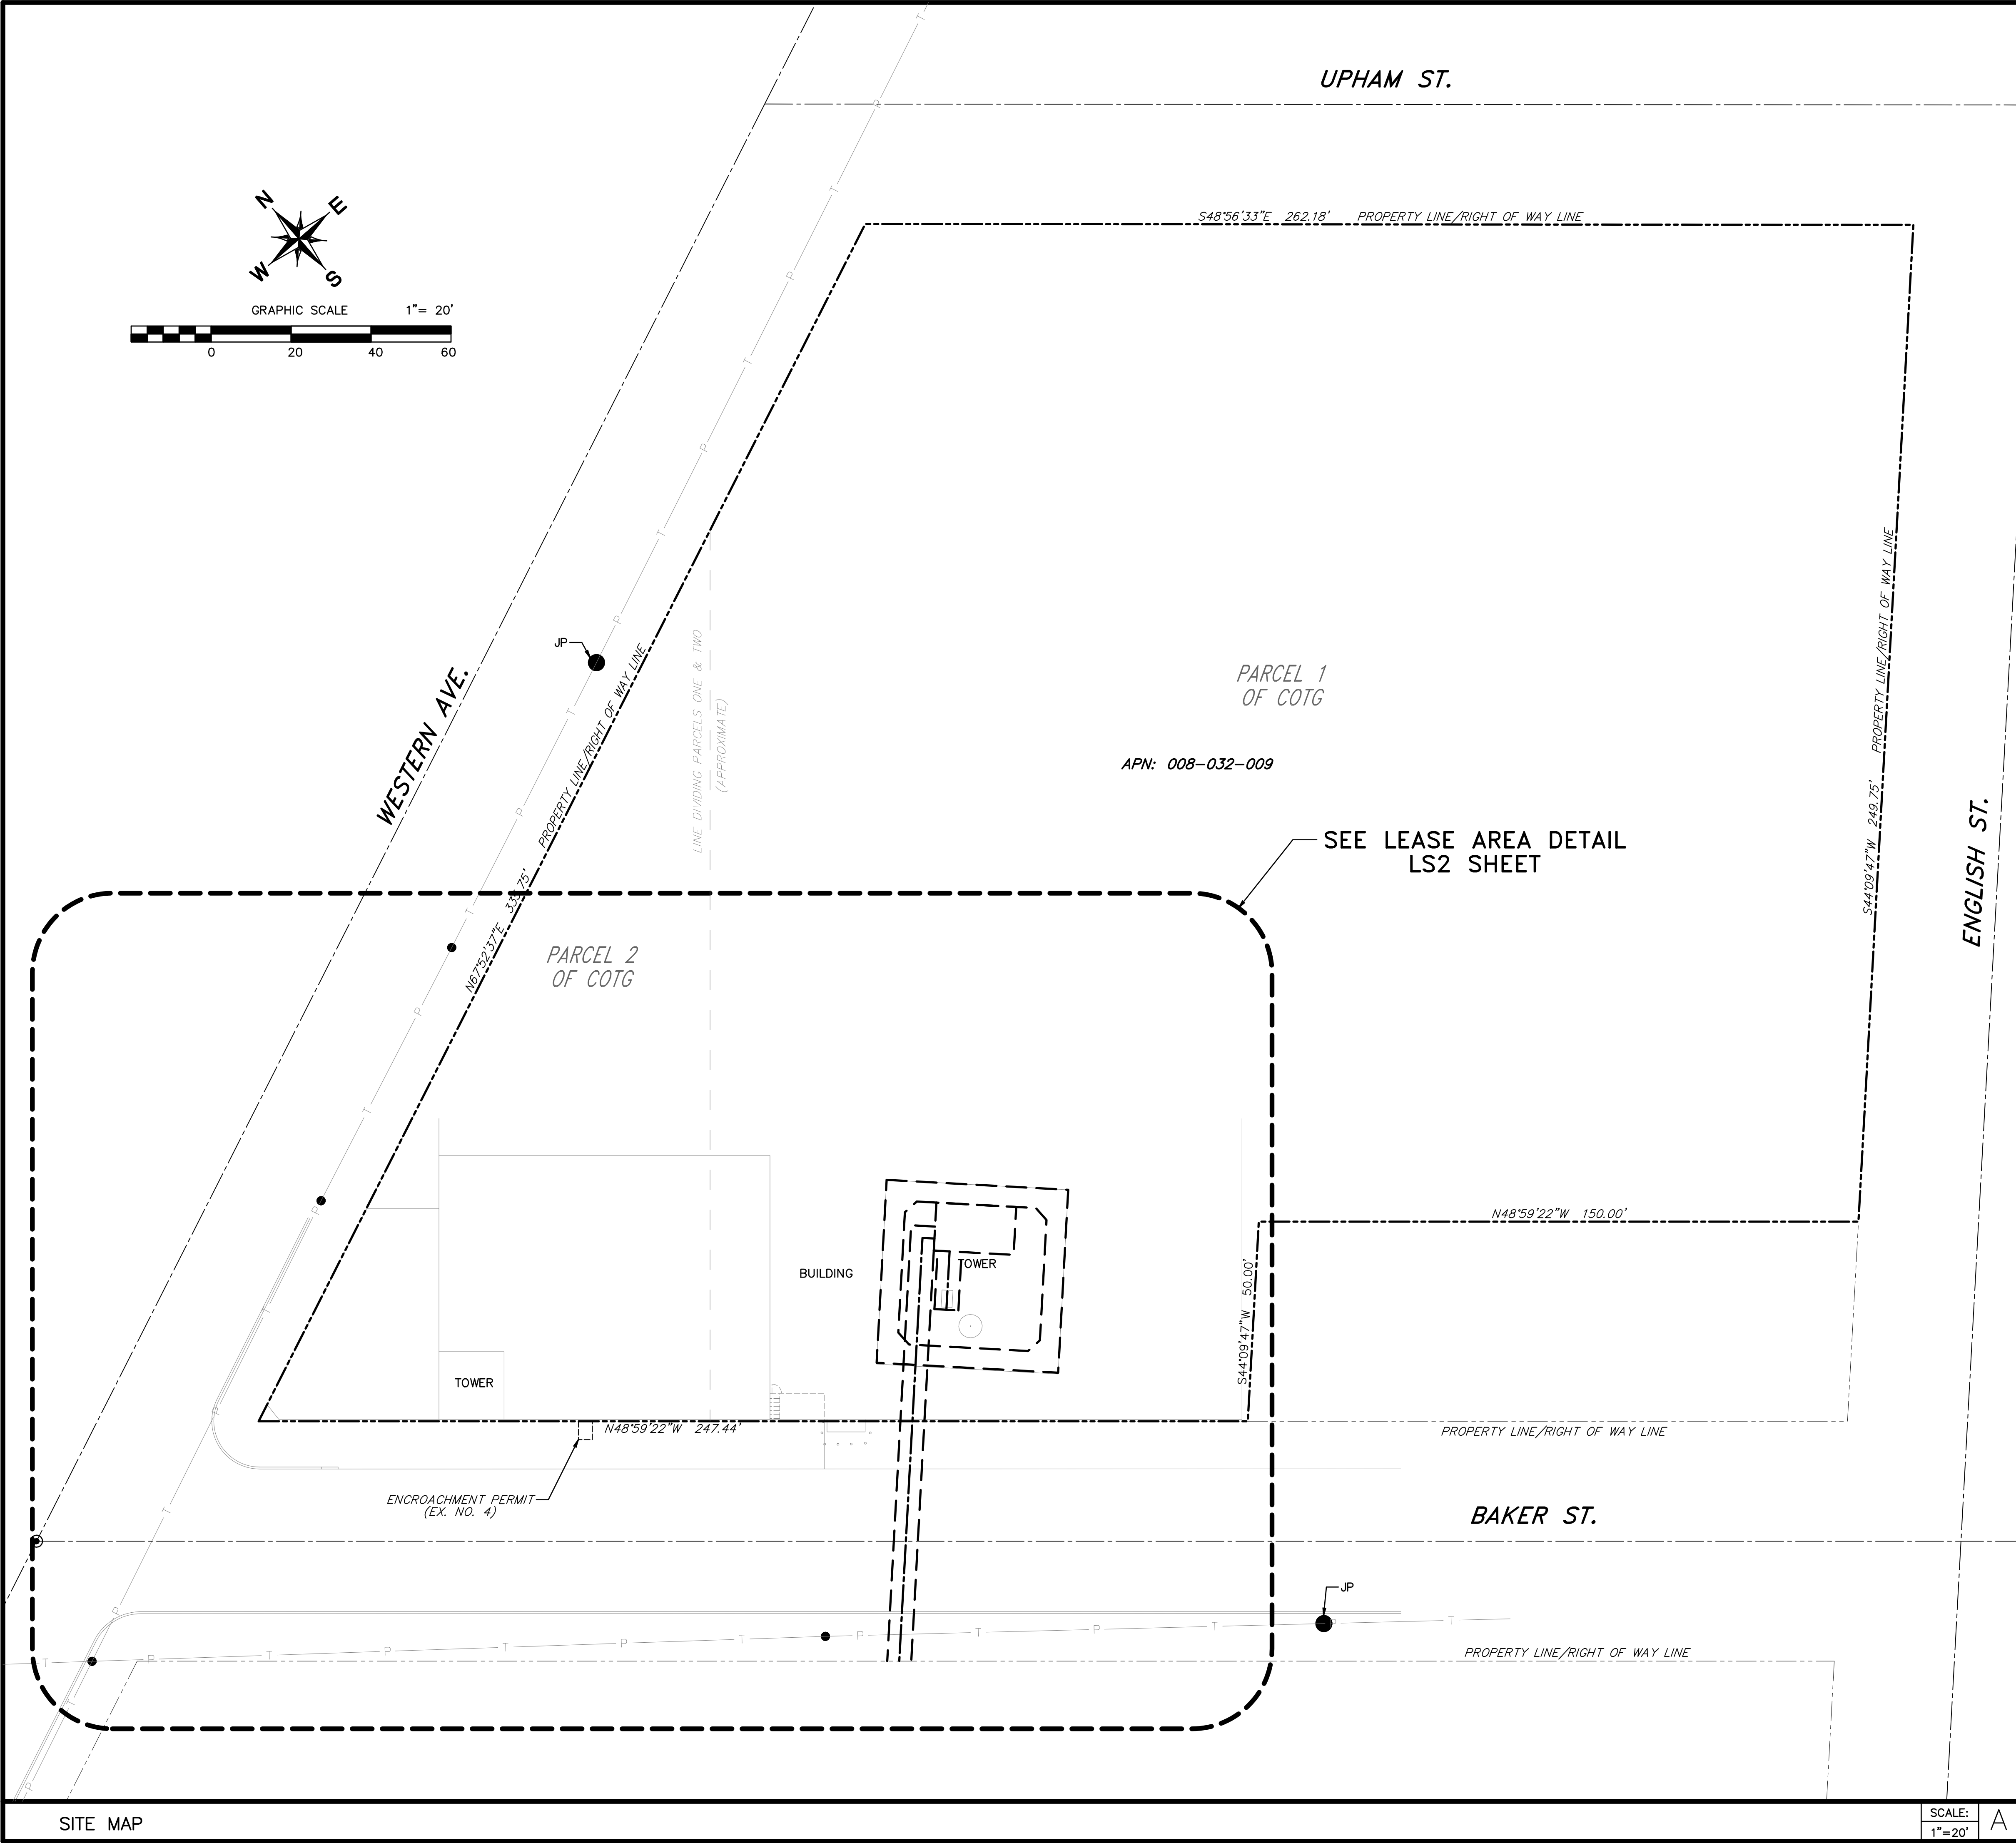 UPHAM ST.
N
E
W
S
GRAPHIC SCALE 1"= 20'
0 20 40 60
S48°56'33"E 262.18' PROPERTY LINE/RIGHT OF WAY LINE
JP
WESTERN AVE.
PROPERTY LINE/RIGHT OF WAY LINE
LINE DIVIDING PARCELS ONE & TWO
(APPROXIMATE)
PARCEL 1
OF COTG
APN: 008-032-009
SEE LEASE AREA DETAIL
LS2 SHEET
S44°09'47"W 249.75' PROPERTY LINE/RIGHT OF WAY LINE
ENGLISH ST.
PARCEL 2
OF COTG
N48°59'22"W 150.00'
S44°09'47"W 50.00'
BUILDING
TOWER
TOWER
N48°59'22"W 247.44'
PROPERTY LINE/RIGHT OF WAY LINE
ENCROACHMENT PERMIT
(EX. NO. 4)
BAKER ST.
JP
PROPERTY LINE/RIGHT OF WAY LINE
T P T P T P T P T P T P T P T P T P T P
T P T P T P T P T P T P T
SITE MAP
SCALE:
1"=20'
A